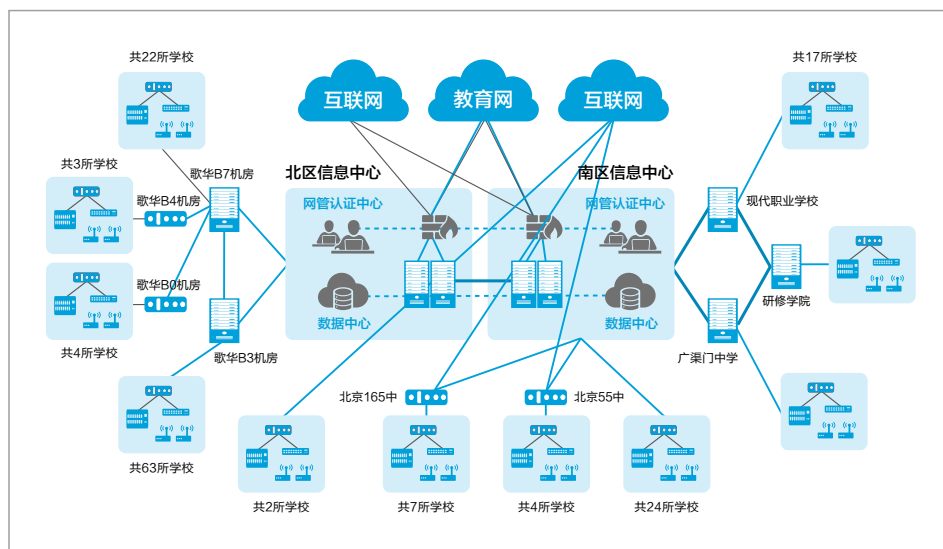 共22所学校
共17所学校
互联网
教育网
互联网
共3所学校
歌华B7机房
北区信息中心
南区信息中心
歌华B4机房
网管认证中心
网管认证中心
现代职业学校
歌华B0机房
研修学院
数据中心
数据中心
共4所学校
歌华B3机房
广渠门中学
北京165中
北京55中
共63所学校
共2所学校
共7所学校
共4所学校
共24所学校